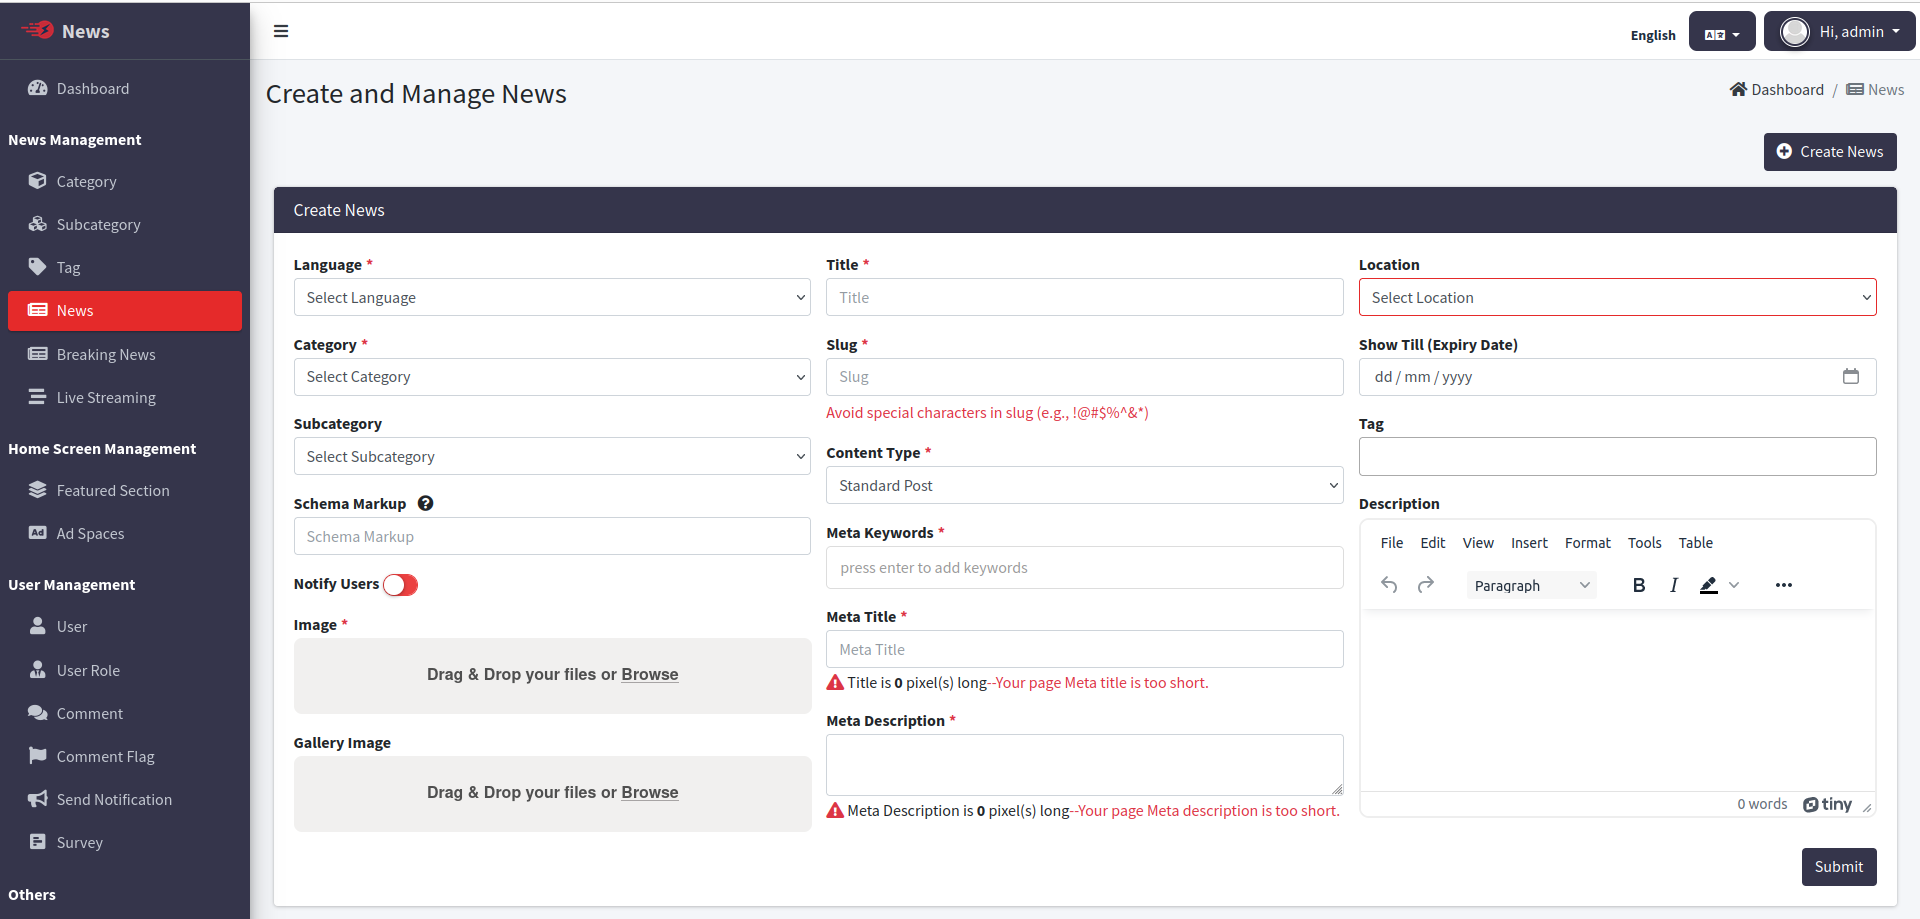 News
English
Hi, admin
Dashboard
News Management
Category
Subcategory
Tag
News
Breaking News
Live Streaming
Home Screen Management
Featured Section
Ad Spaces
User Management
User
User Role
Comment
Comment Flag
Send Notification
Survey
Others
Create and Manage News
Dashboard / News
Create News
Create News
Language *
Select Language
Category *
Select Category
Subcategory
Select Subcategory
Schema Markup
Schema Markup
Notify Users
Image *
Drag & Drop your files or Browse
Gallery Image
Drag & Drop your files or Browse
Title *
Title
Slug *
Slug
Avoid special characters in slug (e.g., !@#$%^&*)
Content Type *
Standard Post
Meta Keywords *
press enter to add keywords
Meta Title *
Meta Title
Title is 0 pixel(s) long--Your page Meta title is too short.
Meta Description *
Meta Description is 0 pixel(s) long--Your page Meta description is too short.
Location
Select Location
Show Till (Expiry Date)
dd / mm / yyyy
Tag
Description
File Edit View Insert Format Tools Table
Paragraph B I
0 words tiny
Submit